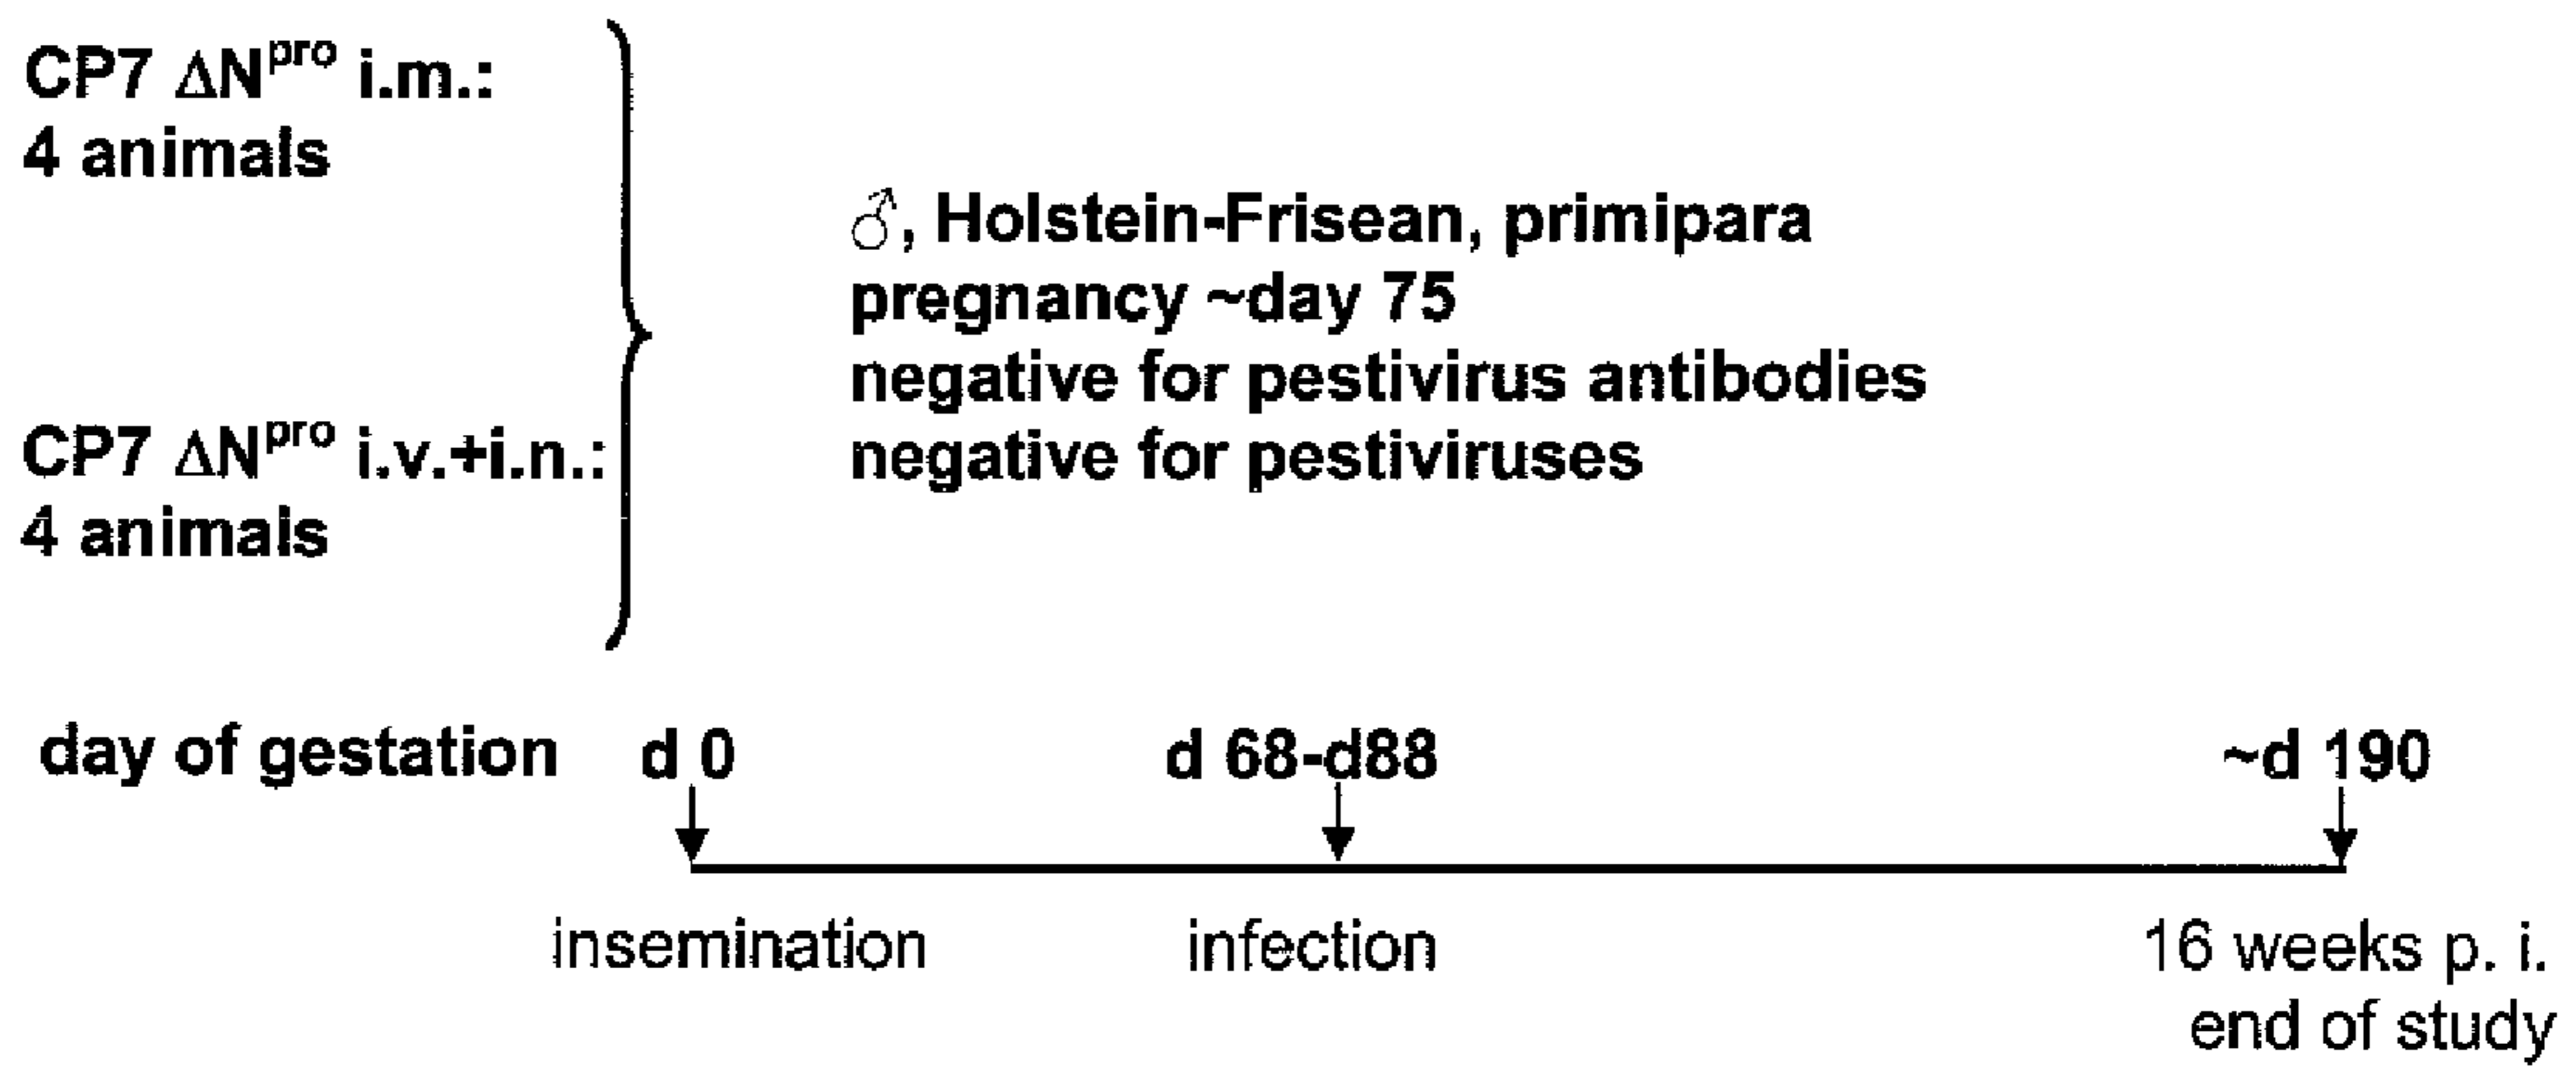 CP7 ΔNpro i.m.:
4 animals
♂, Holstein-Frisean, primipara
pregnancy ~day 75
negative for pestivirus antibodies
negative for pestiviruses
CP7 ΔNpro i.v.+i.n.:
4 animals
day of gestation d 0 d 68-d88 ~d 190
insemination infection 16 weeks p. i.
end of study